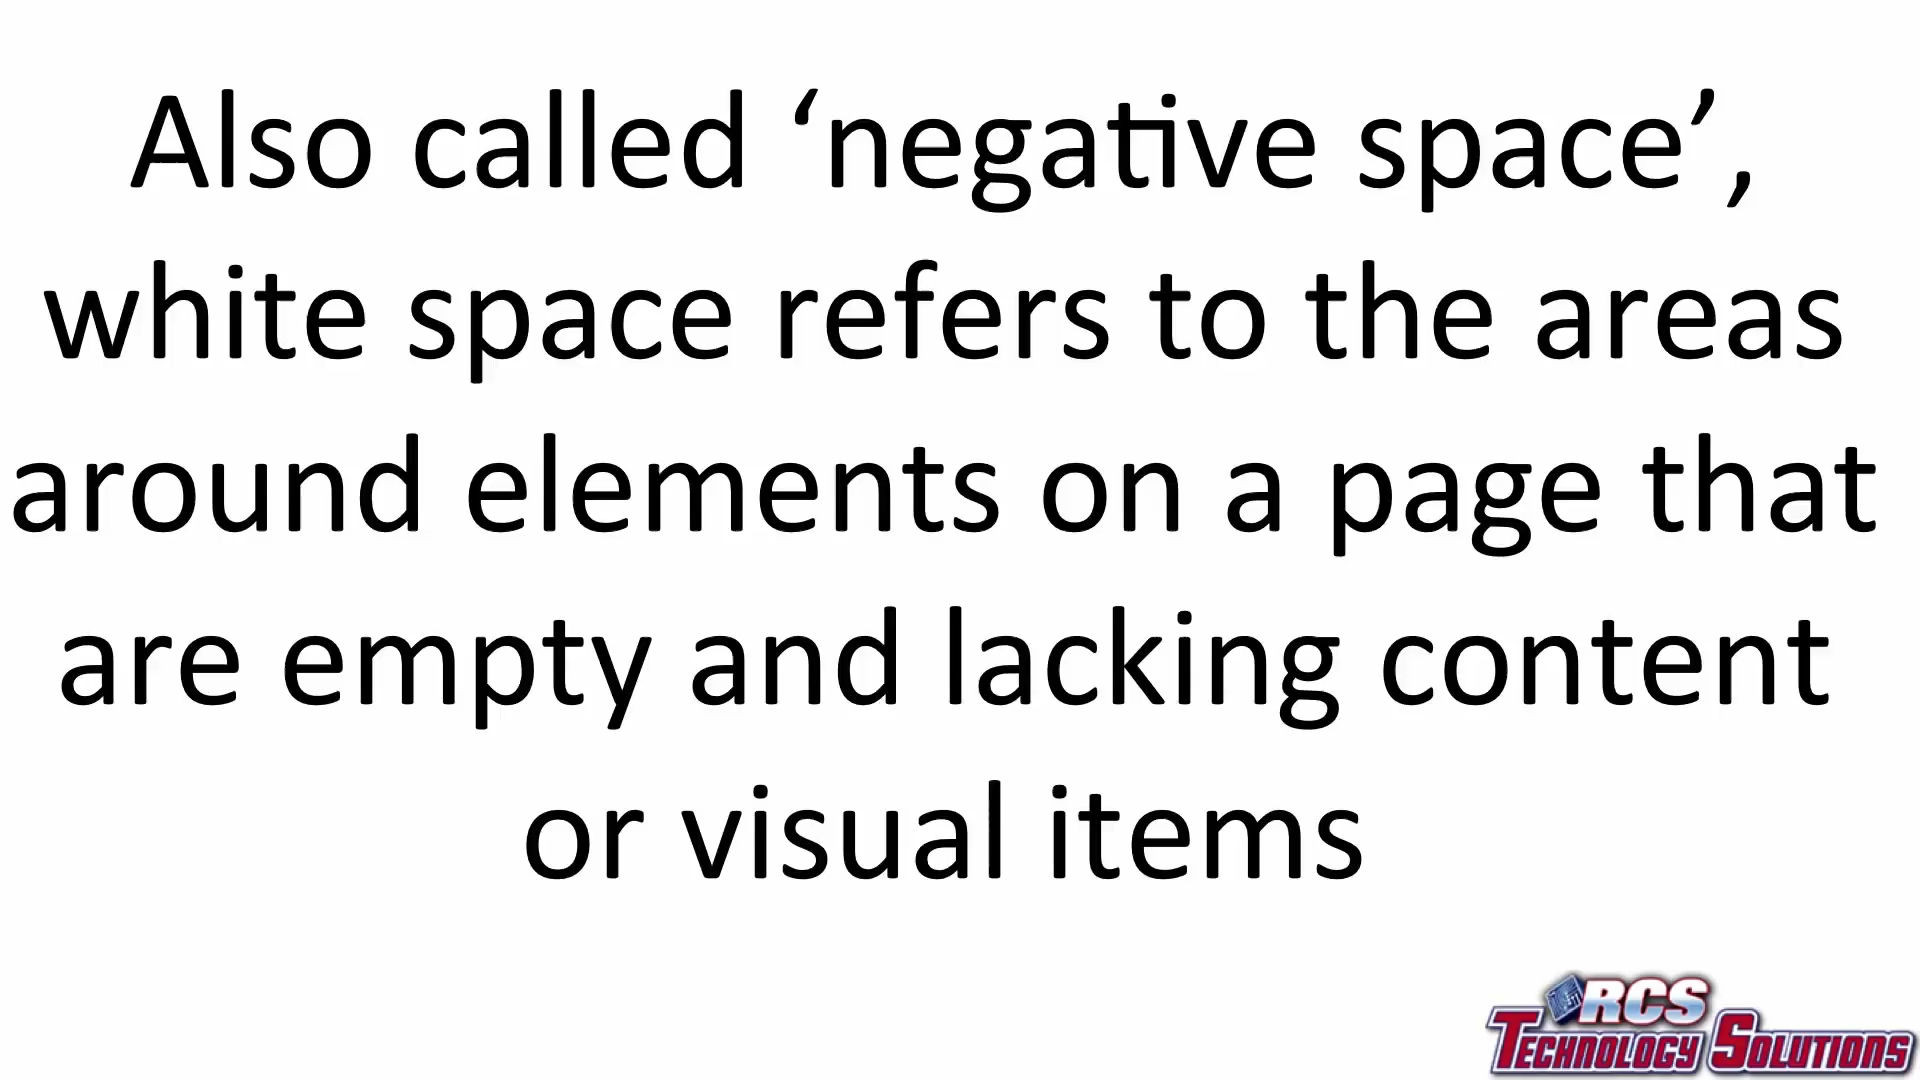 Also called ‘negative space’,
white space refers to the areas
around elements on a page that
are empty and lacking content
or visual items
RCS
TECHNOLOGY SOLUTIONS